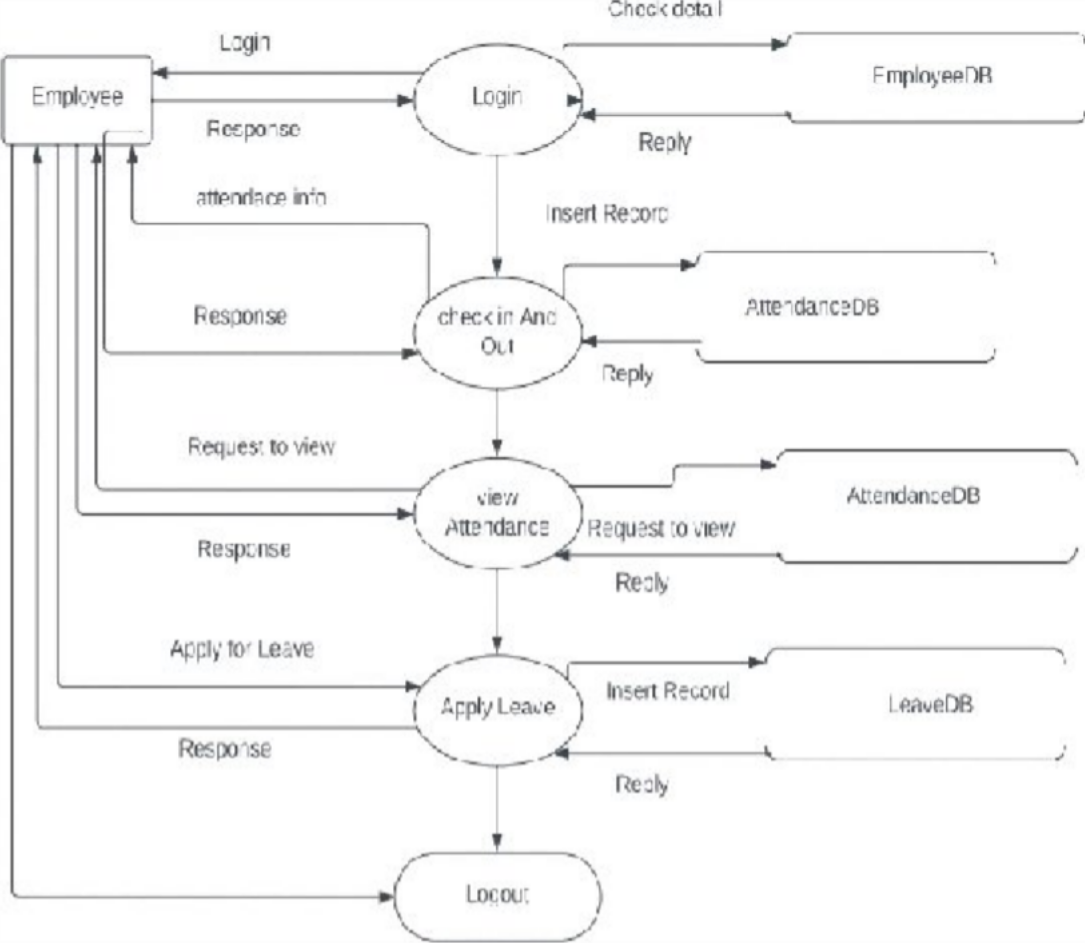 Check detail
Login
Employee
Login
EmployeeDB
Response
Reply
attendace info
Insert Record
Response
check in And
Out
AttendanceDB
Reply
Request to view
view
Attendance
AttendanceDB
Request to view
Response
Reply
Apply for Leave
Apply Leave
Insert Record
LeaveDB
Response
Reply
Logout